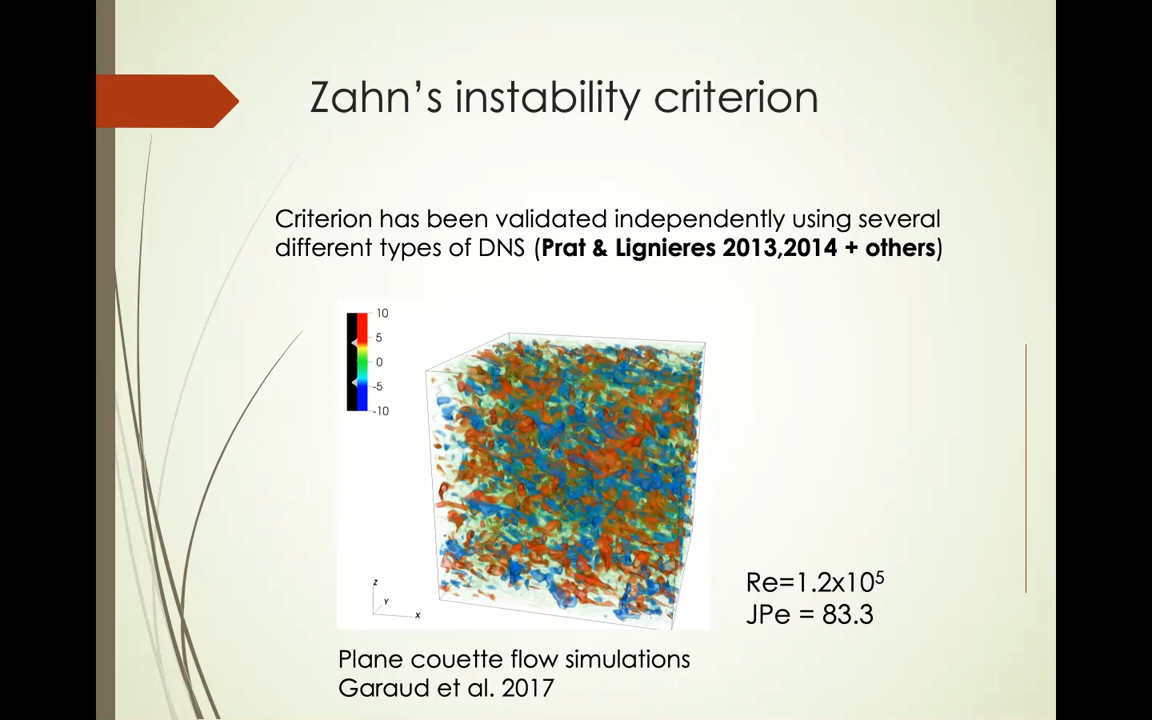 Zahn’s instability criterion
Criterion has been validated independently using several
different types of DNS (Prat & Lignieres 2013,2014 + others)
10
5
0
-5
-10
z
Y
X
Re=1.2x10⁵
JPe = 83.3
Plane couette flow simulations
Garaud et al. 2017